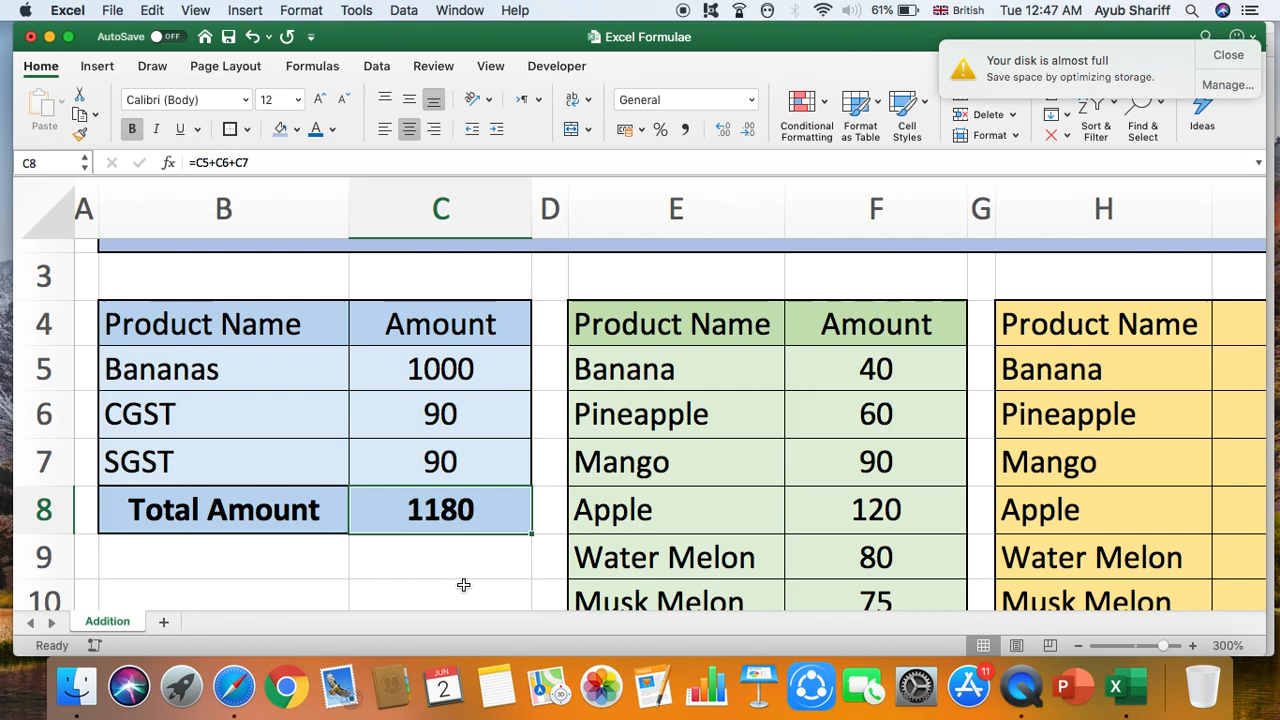 Excel File Edit View Insert Format Tools Data Window Help 61% British Tue 12:47 AM Ayub Shariff
AutoSave OFF Excel Formulae
Your disk is almost full
Save space by optimizing storage.
Close
Manage...
Home Insert Draw Page Layout Formulas Data Review View Developer
Paste
Calibri (Body) 12 General
B I U
Conditional Formatting
Format as Table
Cell Styles
Delete
Format
Sort & Filter
Find & Select
Ideas
C8 fx =C5+C6+C7
A B C D E F G H
3
4 Product Name Amount Product Name Amount Product Name
5 Bananas 1000 Banana 40 Banana
6 CGST 90 Pineapple 60 Pineapple
7 SGST 90 Mango 90 Mango
8 Total Amount 1180 Apple 120 Apple
9 Water Melon 80 Water Melon
10 Musk Melon 75 Musk Melon
Addition
Ready 300%
JUN
2
11